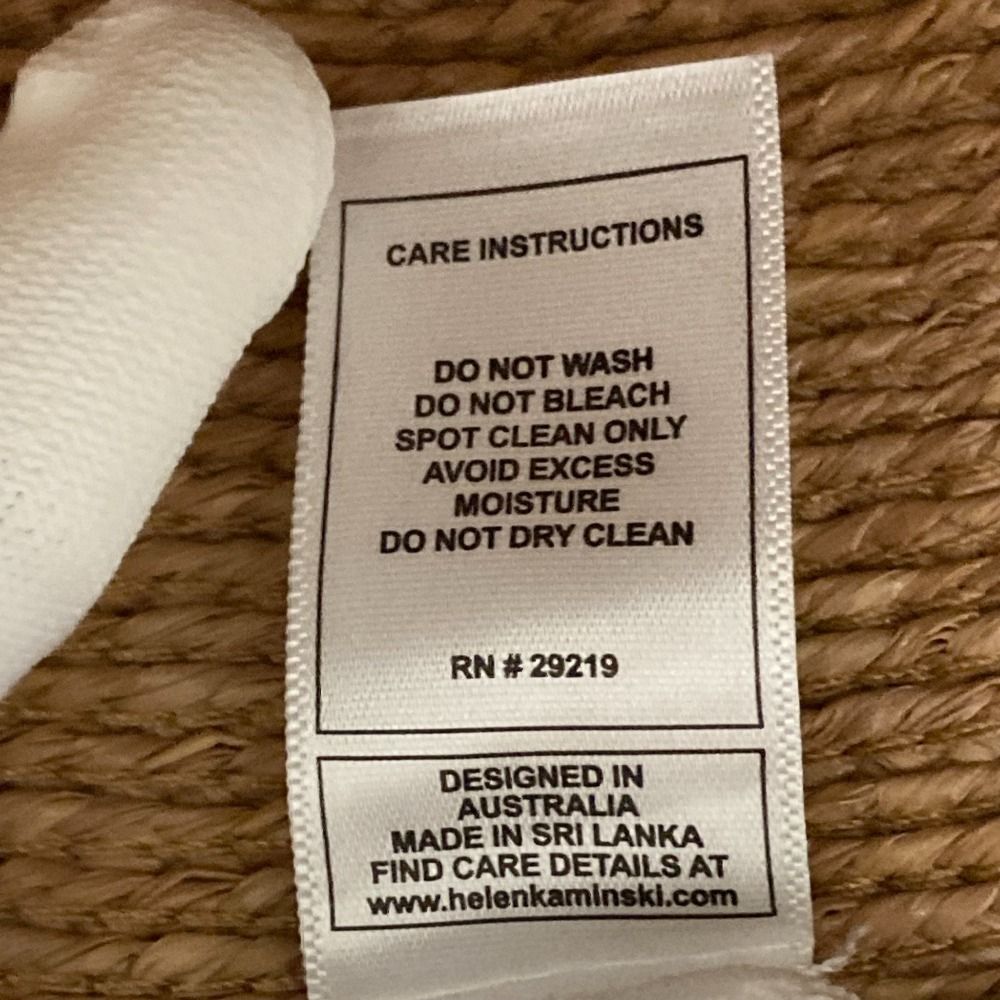 CARE INSTRUCTIONS
DO NOT WASH
DO NOT BLEACH
SPOT CLEAN ONLY
AVOID EXCESS
MOISTURE
DO NOT DRY CLEAN
RN # 29219
DESIGNED IN
AUSTRALIA
MADE IN SRI LANKA
FIND CARE DETAILS AT
www.helenkaminski.com